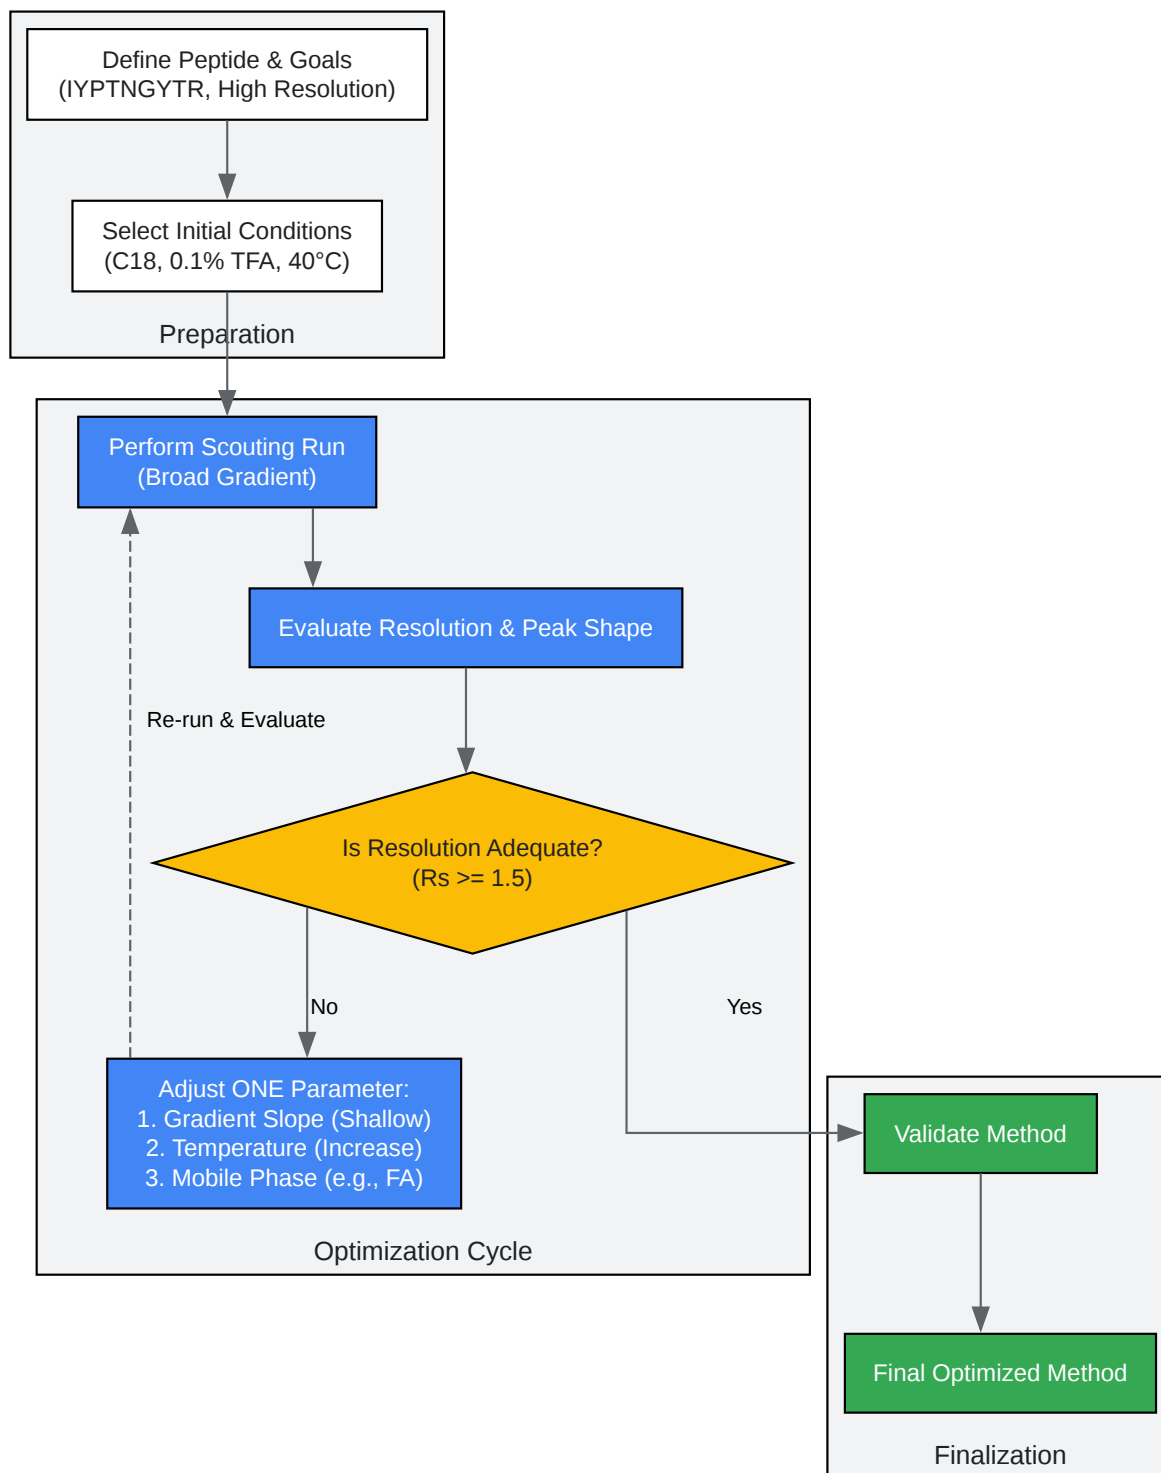 Define Peptide & Goals
(IYPTNGYTR, High Resolution)
Select Initial Conditions
(C18, 0.1% TFA, 40°C)
Preparation
Perform Scouting Run
(Broad Gradient)
Evaluate Resolution & Peak Shape
Re-run & Evaluate
Is Resolution Adequate?
(Rs >= 1.5)
No
Yes
Adjust ONE Parameter:
1. Gradient Slope (Shallow)
2. Temperature (Increase)
3. Mobile Phase (e.g., FA)
Optimization Cycle
Validate Method
Final Optimized Method
Finalization